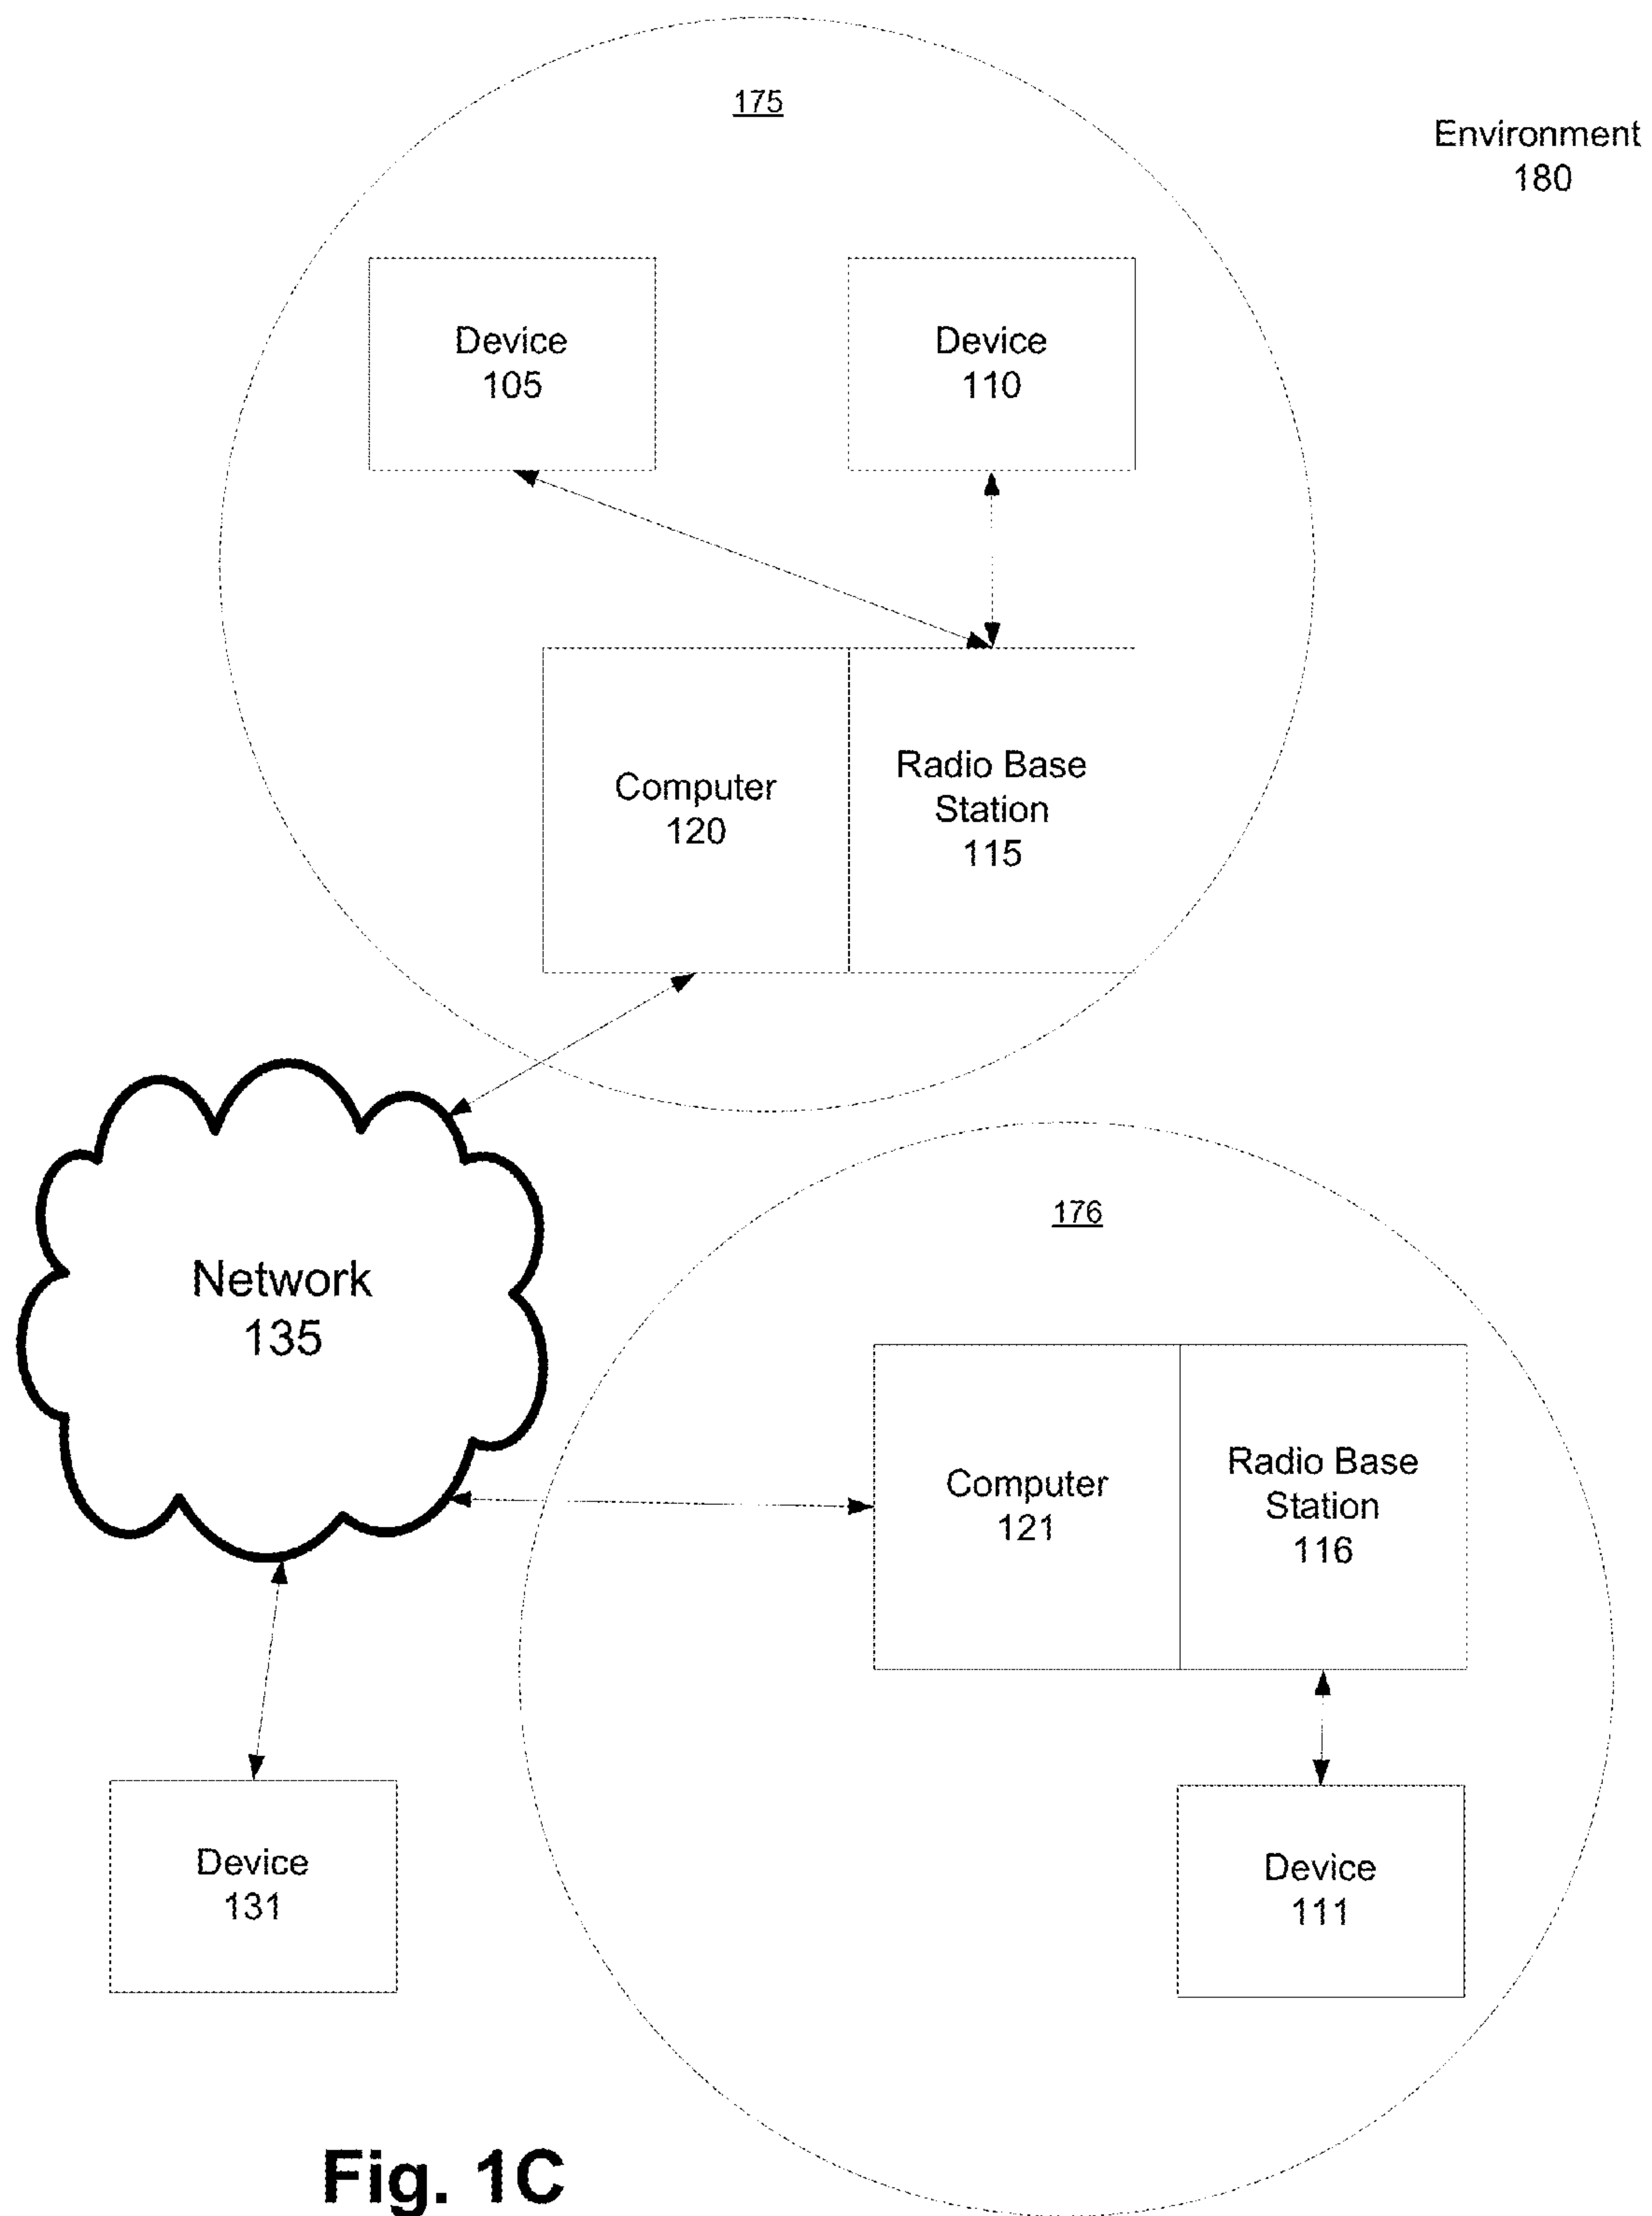 175
Environment
180
Device
105
Device
110
Computer
120
Radio Base
Station
115
Network
135
176
Computer
121
Radio Base
Station
116
Device
131
Device
111
Fig. 1C